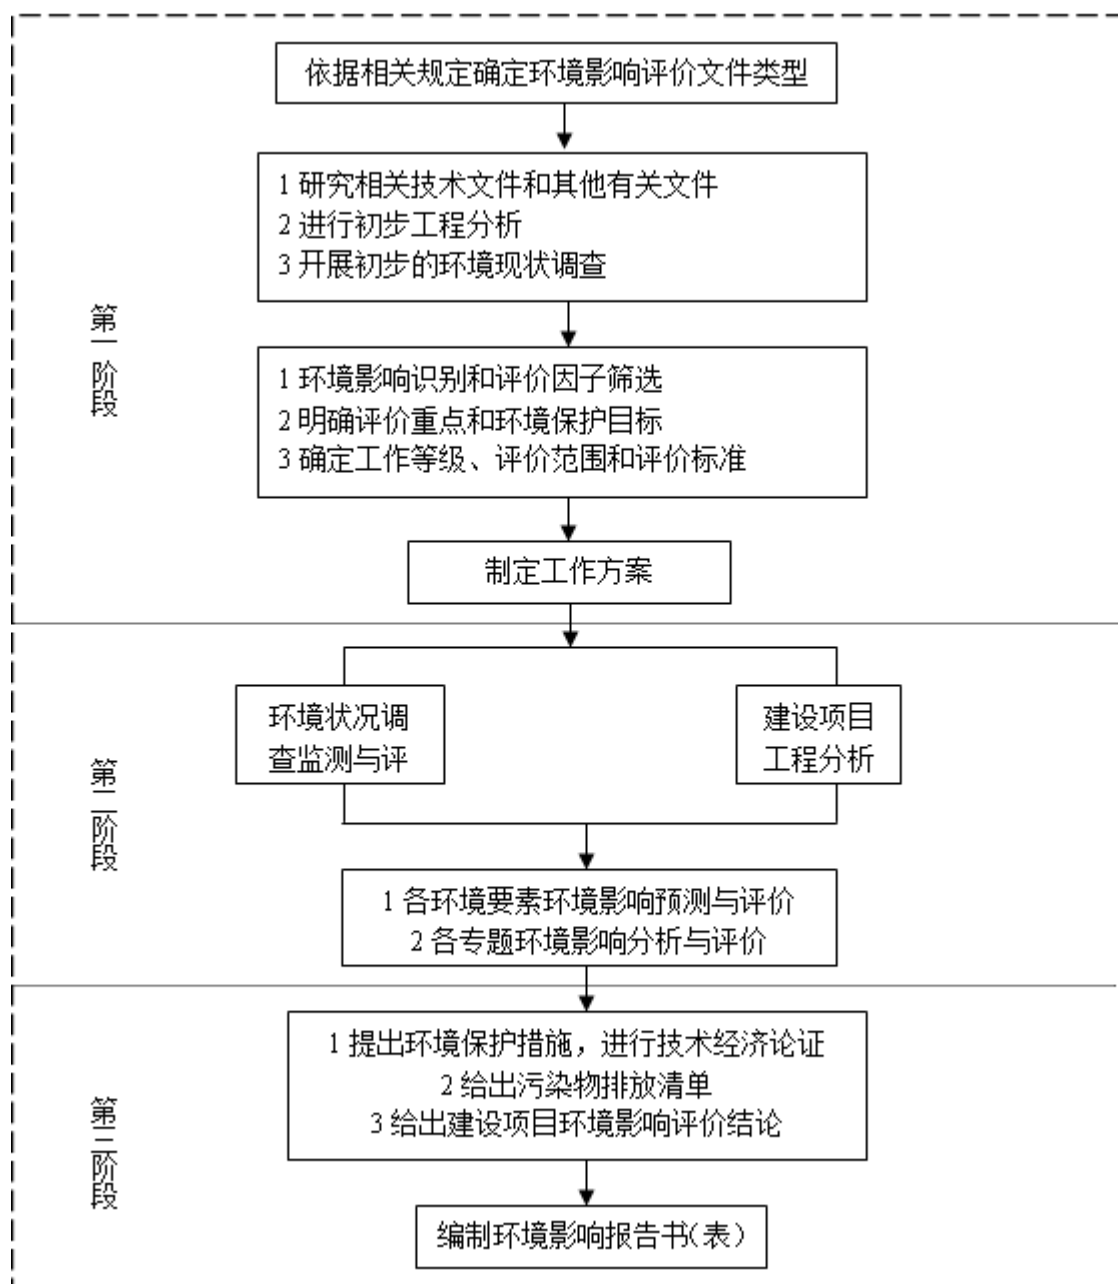 依据相关规定确定环境影响评价文件类型
1 研究相关技术文件和其他有关文件
2 进行初步工程分析
3 开展初步的环境现状调查
第一阶段
1 环境影响识别和评价因子筛选
2 明确评价重点和环境保护目标
3 确定工作等级、评价范围和评价标准
制定工作方案
环境状况调
查监测与评
建设项目
工程分析
第二阶段
1 各环境要素环境影响预测与评价
2 各专题环境影响分析与评价
1 提出环境保护措施，进行技术经济论证
2 给出污染物排放清单
3 给出建设项目环境影响评价结论
第三阶段
编制环境影响报告书（表）